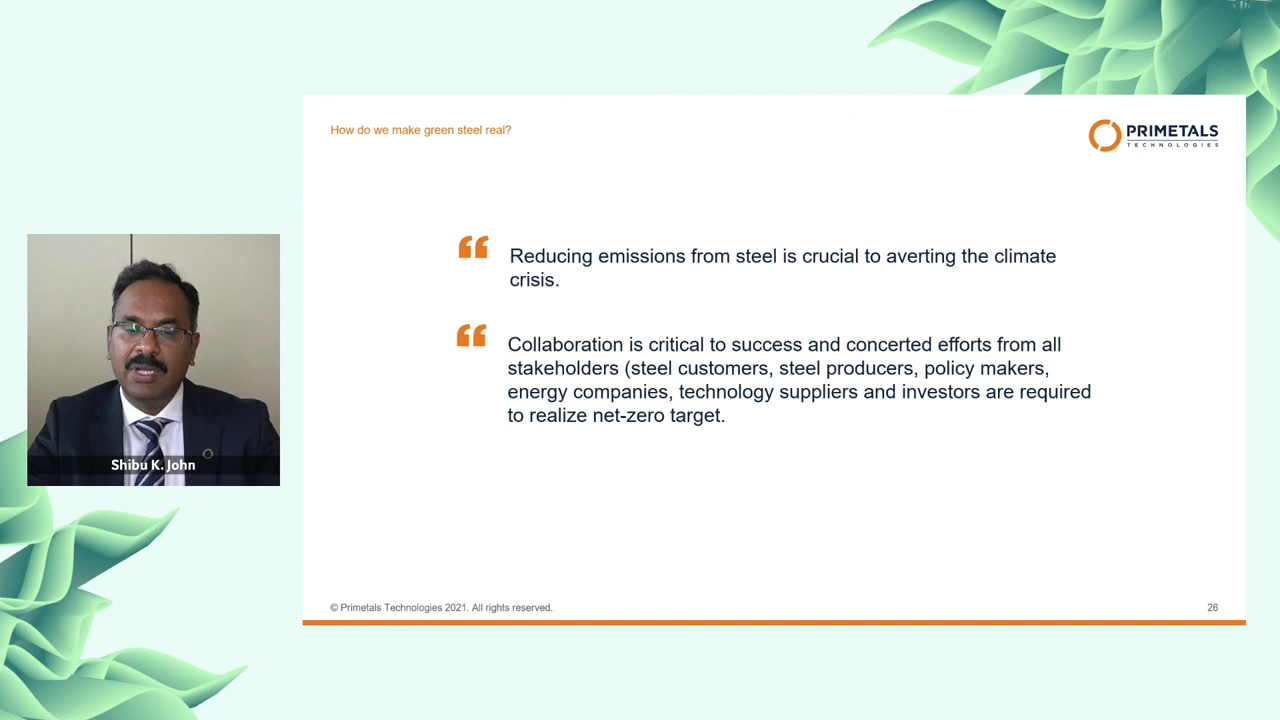 How do we make green steel real?
PRIMETALS
TECHNOLOGIES
“ Reducing emissions from steel is crucial to averting the climate
crisis.
“ Collaboration is critical to success and concerted efforts from all
stakeholders (steel customers, steel producers, policy makers,
energy companies, technology suppliers and investors are required
to realize net-zero target.
Shibu K. John
© Primetals Technologies 2021. All rights reserved.
26